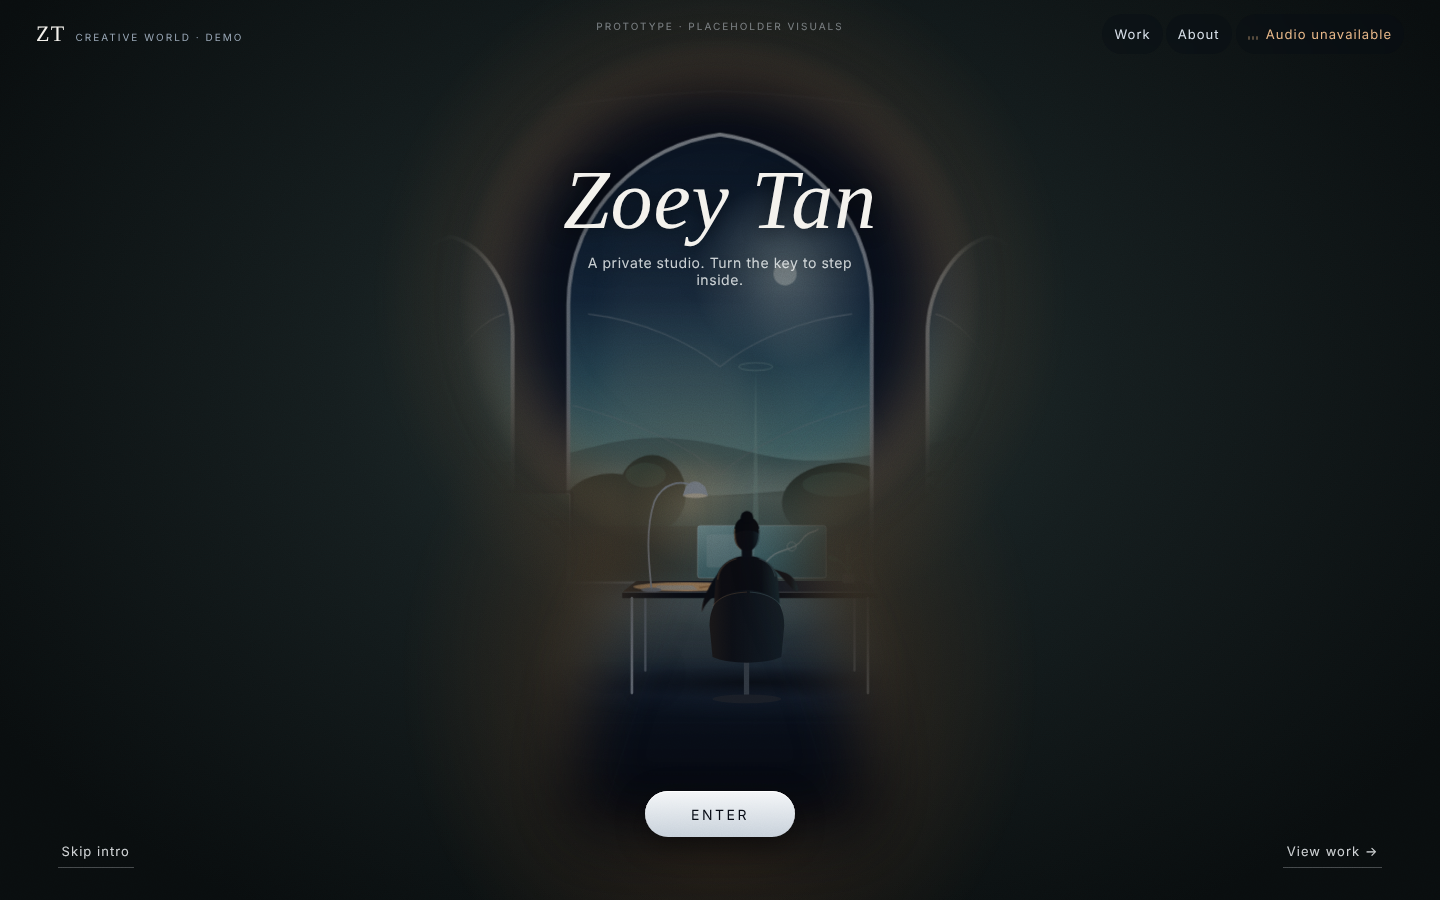 ZT CREATIVE WORLD · DEMO
PROTOTYPE · PLACEHOLDER VISUALS
Work
About
Audio unavailable
Zoey Tan
A private studio. Turn the key to step
inside.
ENTER
Skip intro
View work →